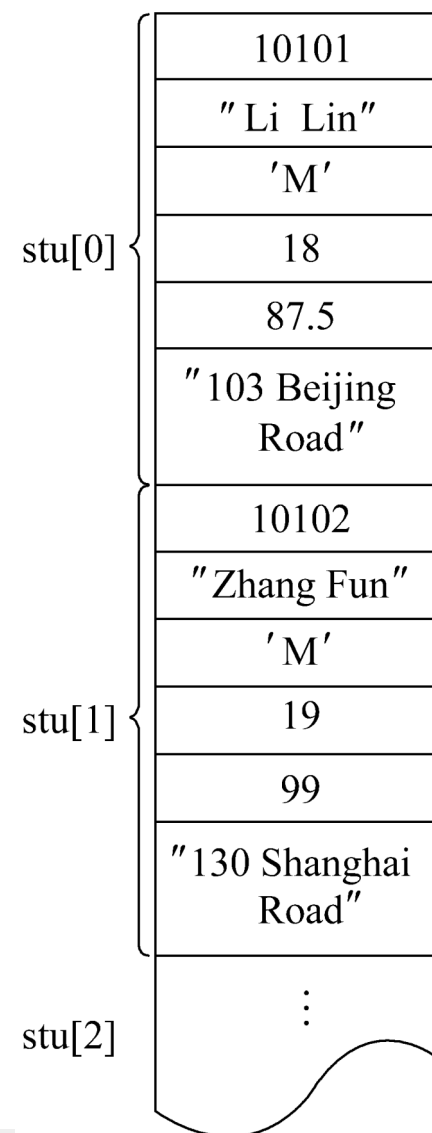 10101
"Li Lin"
'M'
stu[0]
18
87.5
"103 Beijing
Road"
10102
"Zhang Fun"
'M'
stu[1]
19
99
"130 Shanghai
Road"
⋮
stu[2]